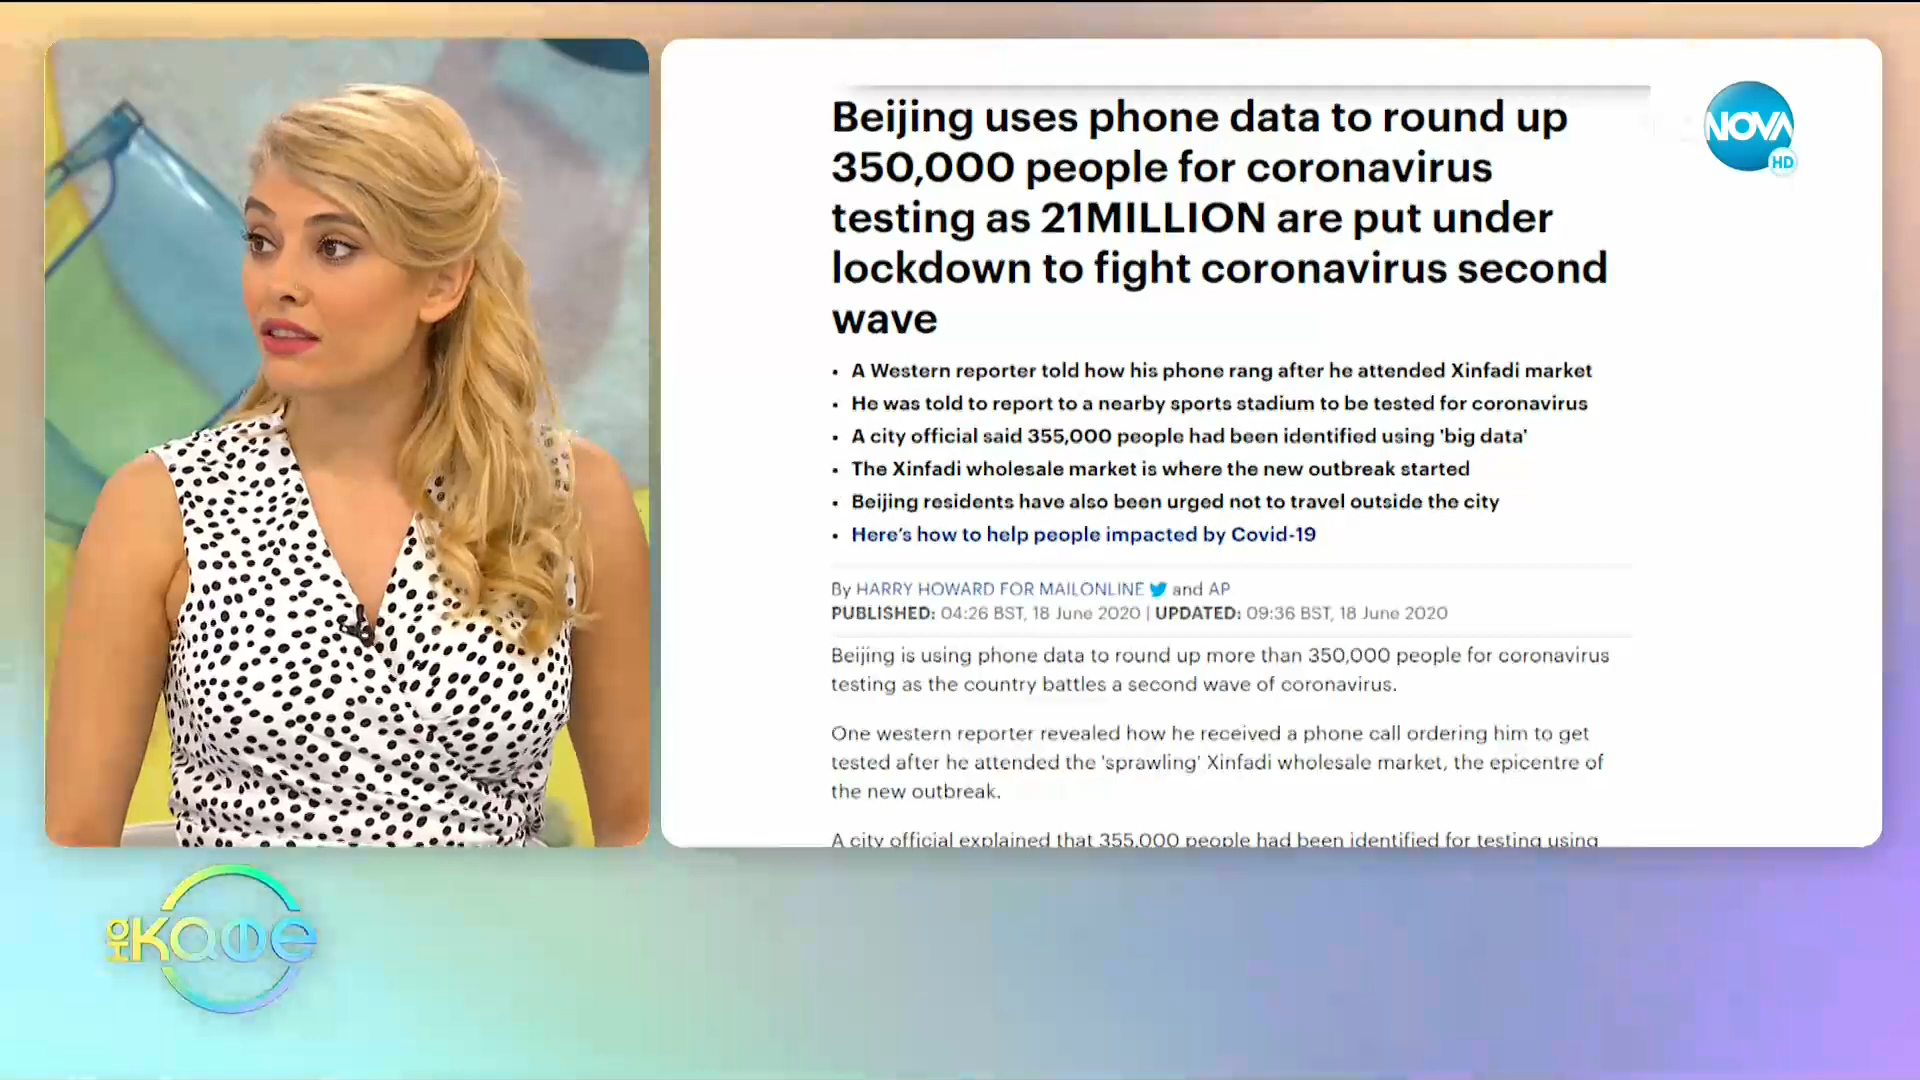 Beijing uses phone data to round up
350,000 people for coronavirus
testing as 21MILLION are put under
lockdown to fight coronavirus second
wave
• A Western reporter told how his phone rang after he attended Xinfadi market
• He was told to report to a nearby sports stadium to be tested for coronavirus
• A city official said 355,000 people had been identified using 'big data'
• The Xinfadi wholesale market is where the new outbreak started
• Beijing residents have also been urged not to travel outside the city
• Here's how to help people impacted by Covid-19
By HARRY HOWARD FOR MAILONLINE and AP
PUBLISHED: 04:26 BST, 18 June 2020 | UPDATED: 09:36 BST, 18 June 2020
Beijing is using phone data to round up more than 350,000 people for coronavirus
testing as the country battles a second wave of coronavirus.
One western reporter revealed how he received a phone call ordering him to get
tested after he attended the 'sprawling' Xinfadi wholesale market, the epicentre of
the new outbreak.
A city official explained that 355,000 people had been identified for testing using
NOVA
HD
на кафе